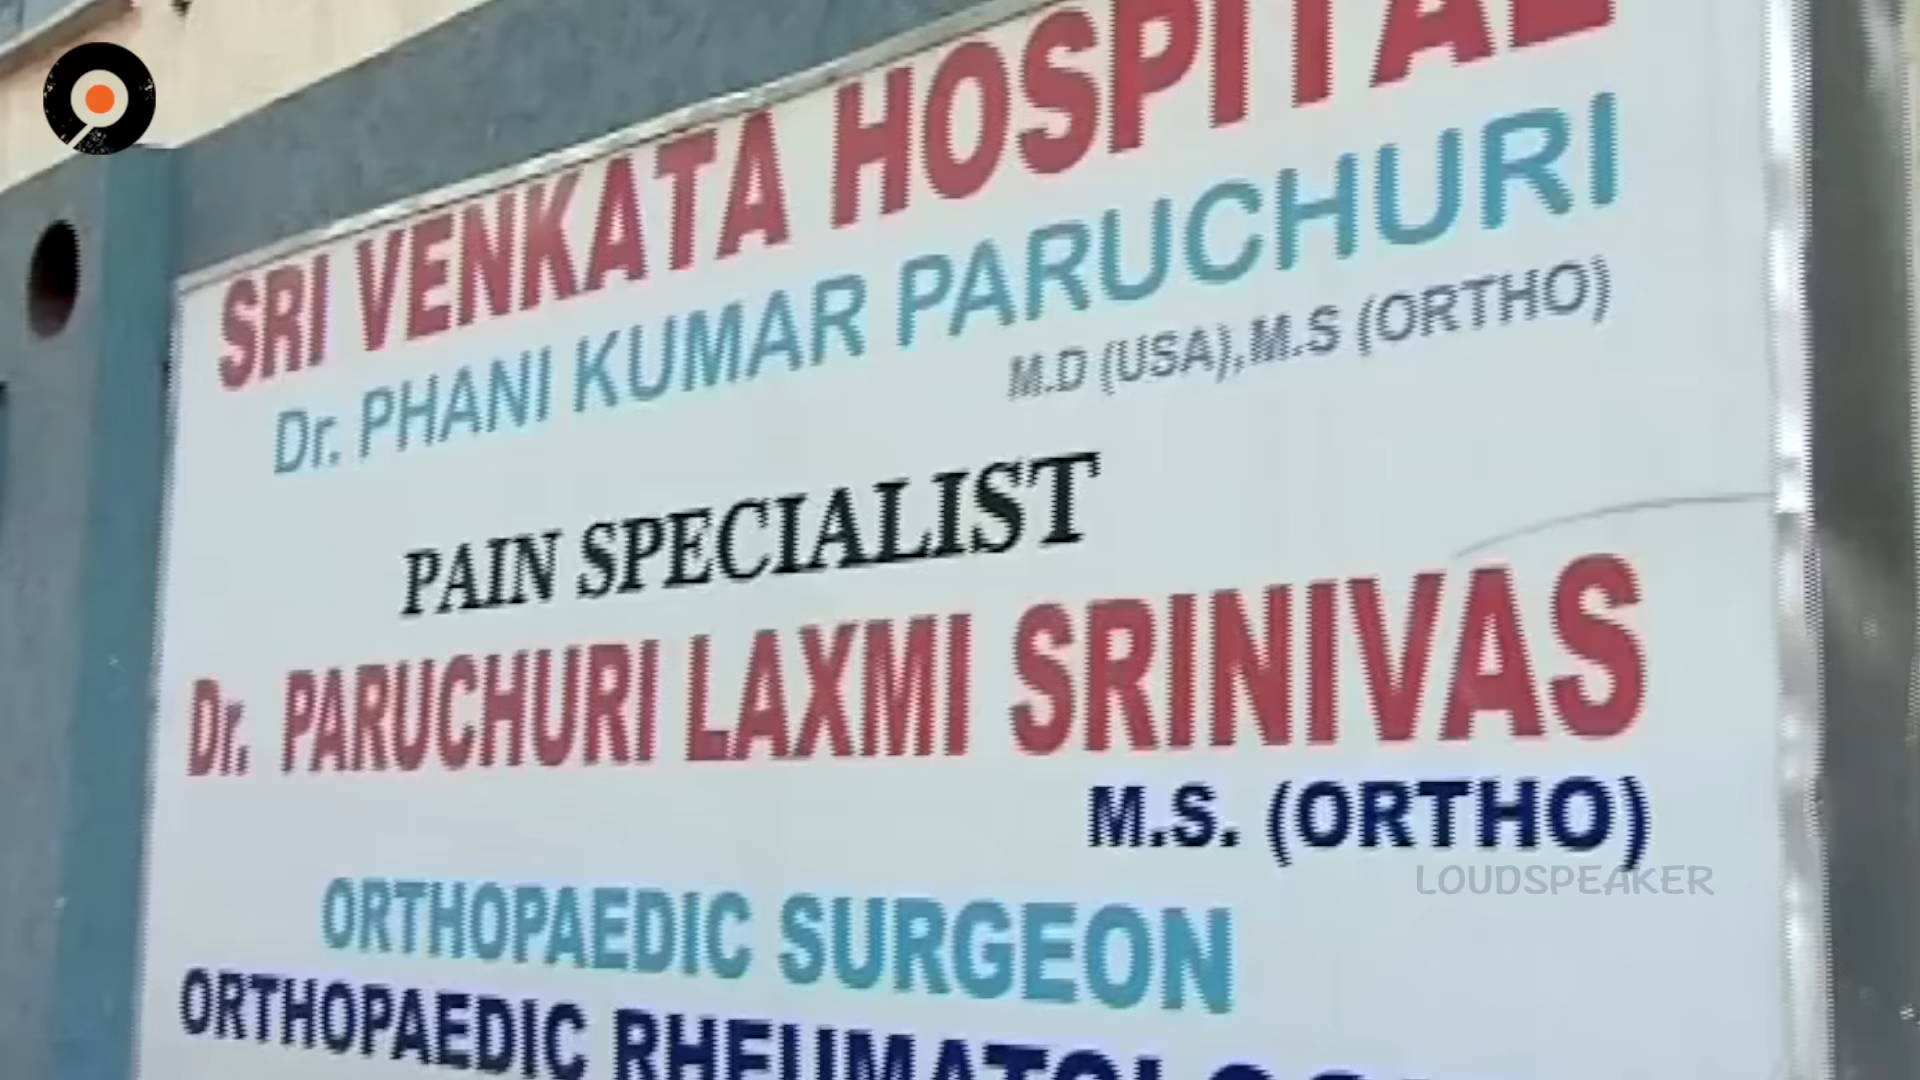 SRI VENKATA HOSPITAL
Dr. PHANI KUMAR PARUCHURI
M.D (USA),M.S (ORTHO)
PAIN SPECIALIST
Dr. PARUCHURI LAXMI SRINIVAS
M.S. (ORTHO)
LOUDSPEAKER
ORTHOPAEDIC SURGEON
ORTHOPAEDIC